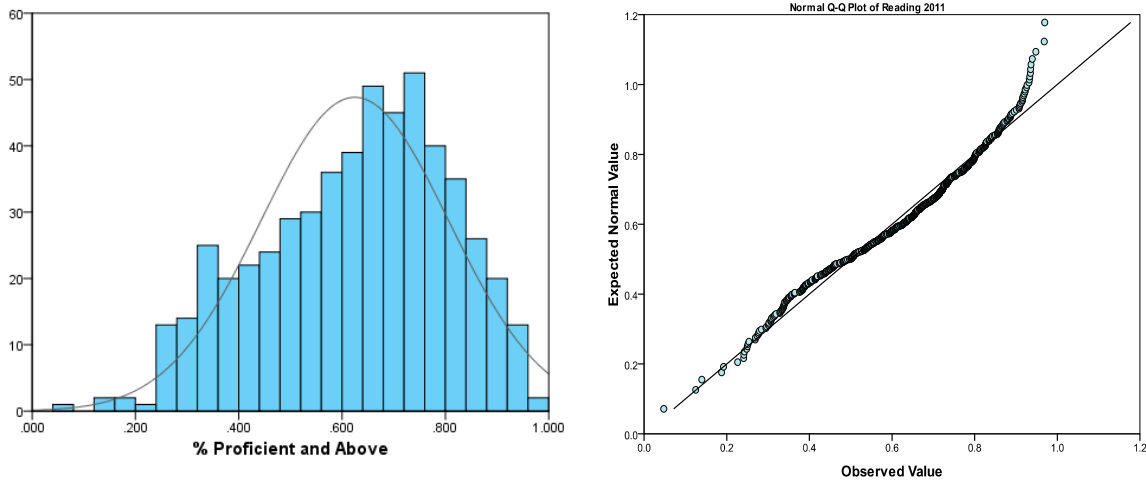 60
50
40
30
20
10
0
.000 .200 .400 .600 .800 1.000
% Proficient and Above
Normal Q-Q Plot of Reading 2011
Expected Normal Value
1.2
1.0
0.8
0.6
0.4
0.2
0.0
0.0 0.2 0.4 0.6 0.8 1.0 1.2
Observed Value